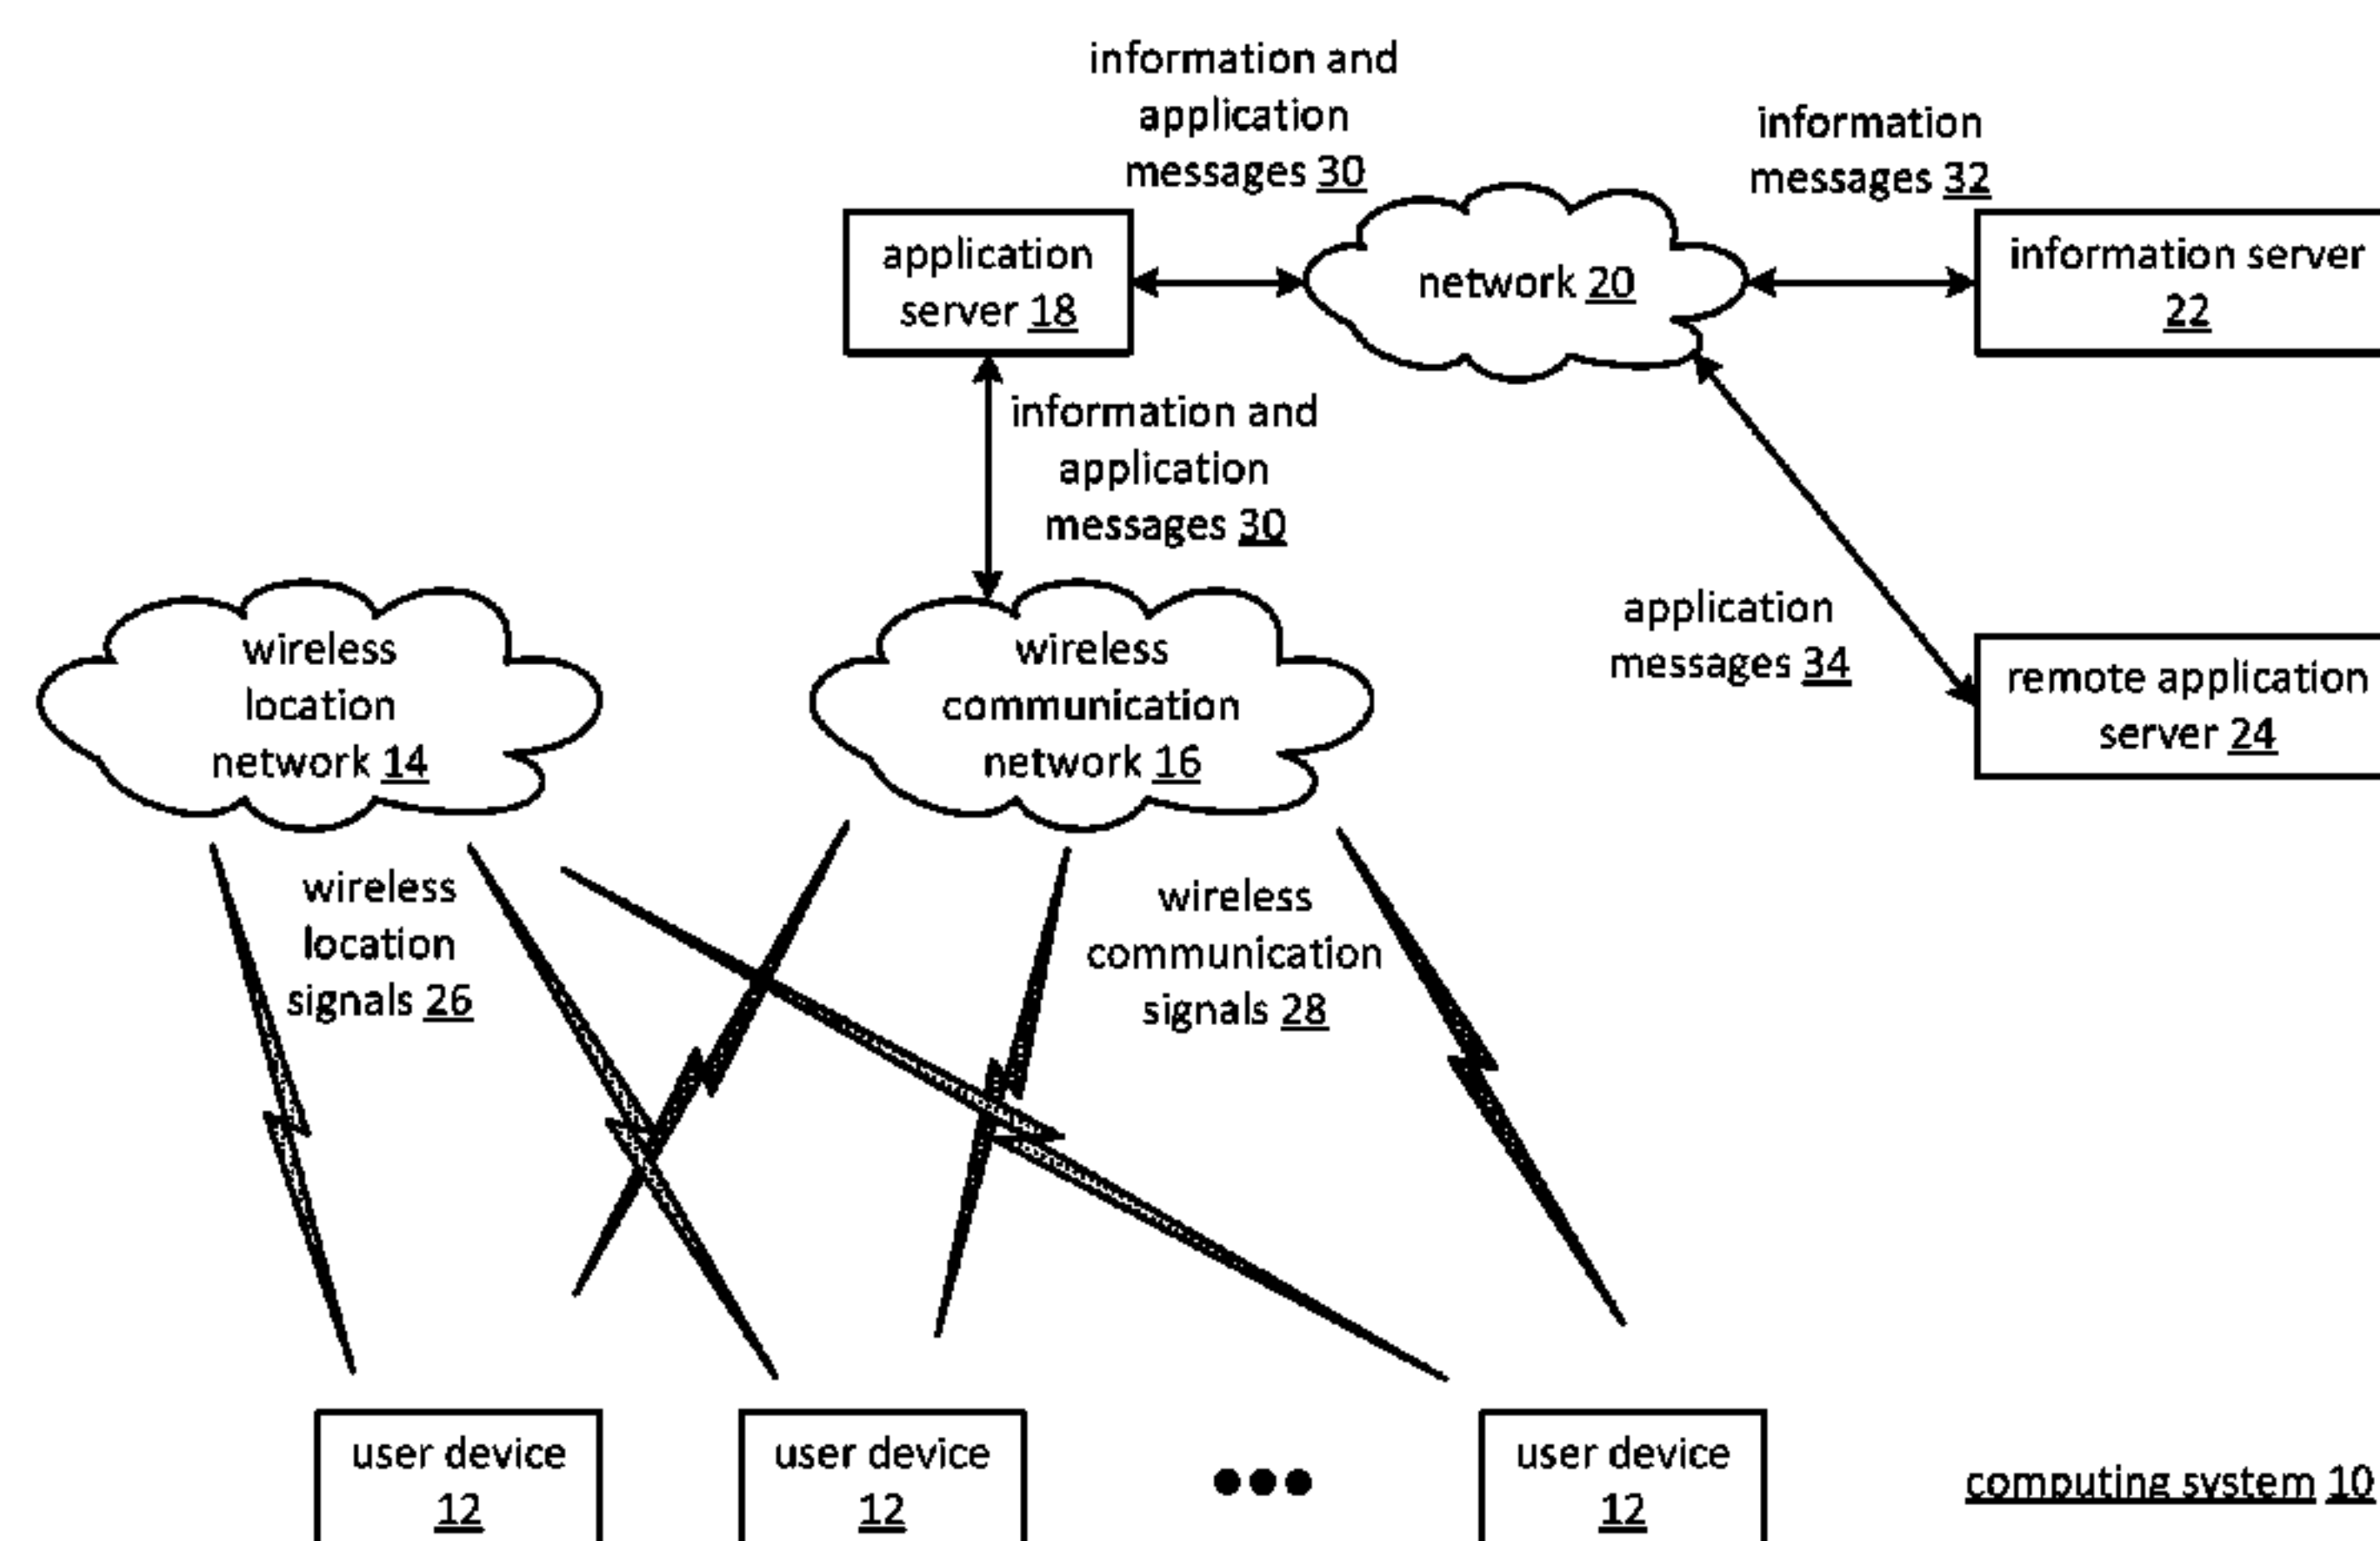 information and
application
messages 30
information
messages 32
application
server 18
network 20
information server
22
information and
application
messages 30
wireless
location
network 14
wireless
communication
network 16
application
messages 34
remote application
server 24
wireless
location
signals 26
wireless
communication
signals 28
user device
12
user device
12
user device
12
computing system 10